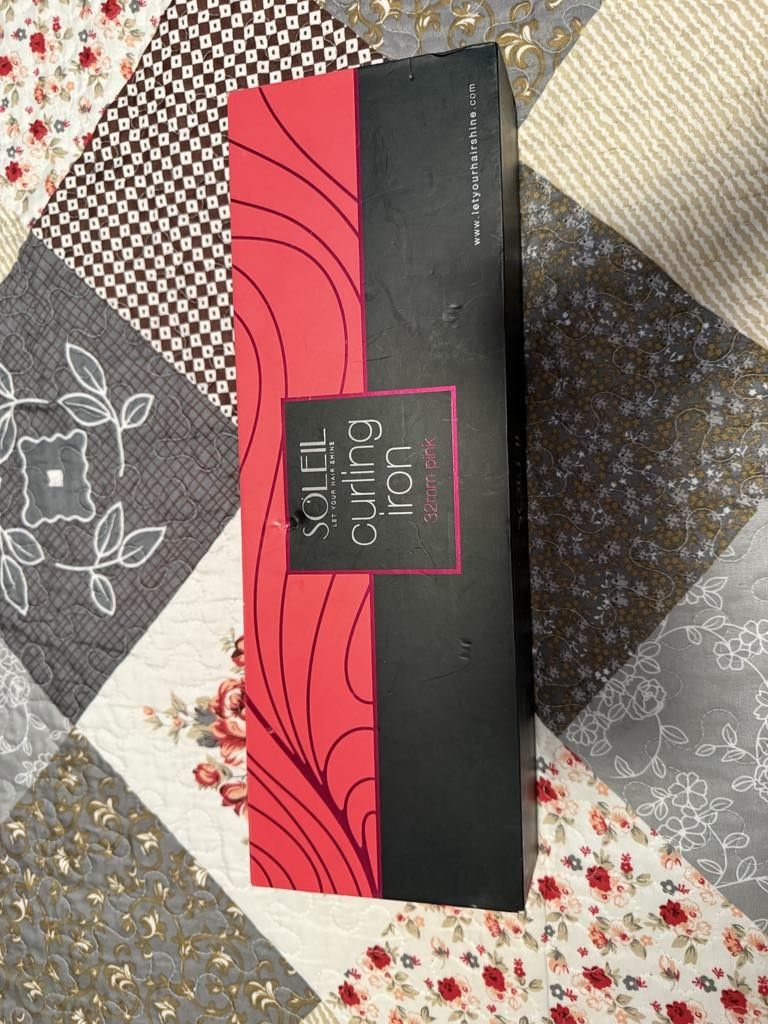 SOLEIL
LET YOUR HAIR SHINE
curling
iron
32mm pink
www.letyourhairshine.com